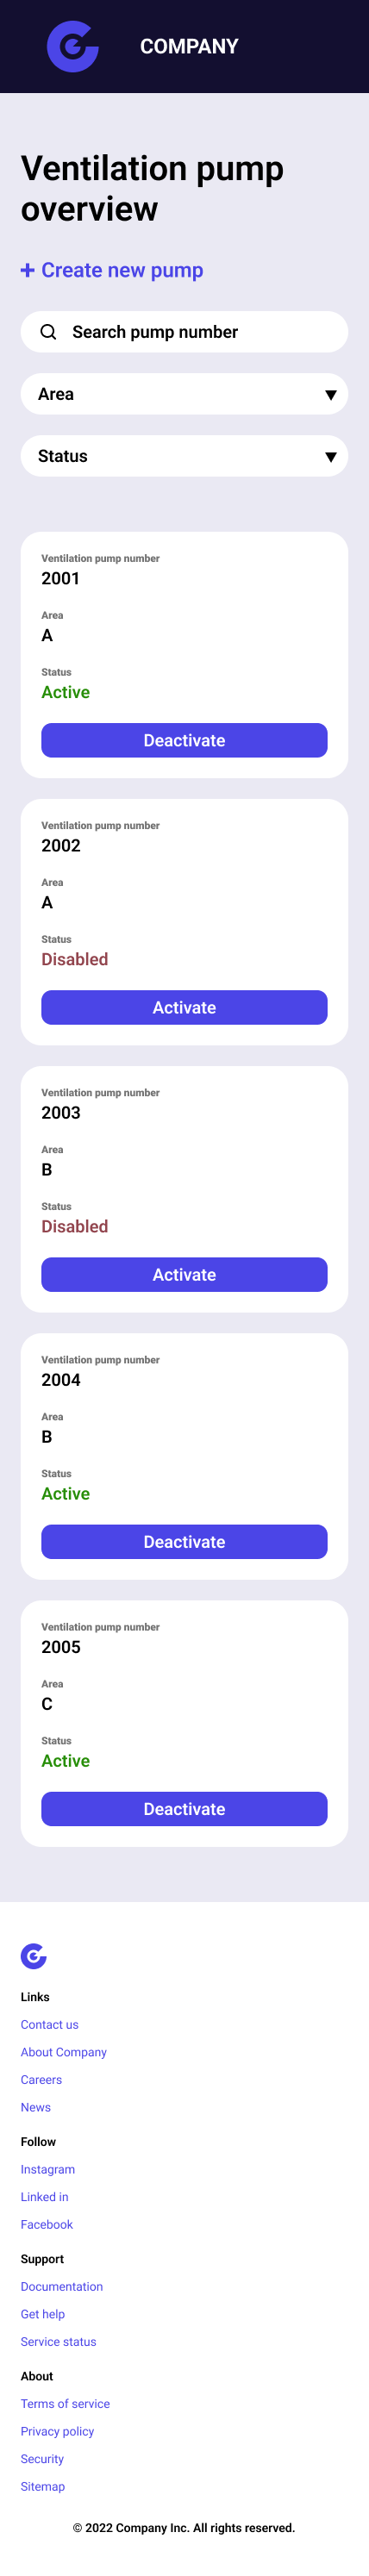 COMPANY
Ventilation pump
overview
Create new pump
Search pump number
Area
Status
Ventilation pump number
2001
Area
A
Status
Active
Deactivate
Ventilation pump number
2002
Area
A
Status
Disabled
Activate
Ventilation pump number
2003
Area
B
Status
Disabled
Activate
Ventilation pump number
2004
Area
B
Status
Active
Deactivate
Ventilation pump number
2005
Area
C
Status
Active
Deactivate
Links
Contact us
About Company
Careers
News
Follow
Instagram
Linked in
Facebook
Support
Documentation
Get help
Service status
About
Terms of service
Privacy policy
Security
Sitemap
© 2022 Company Inc. All rights reserved.